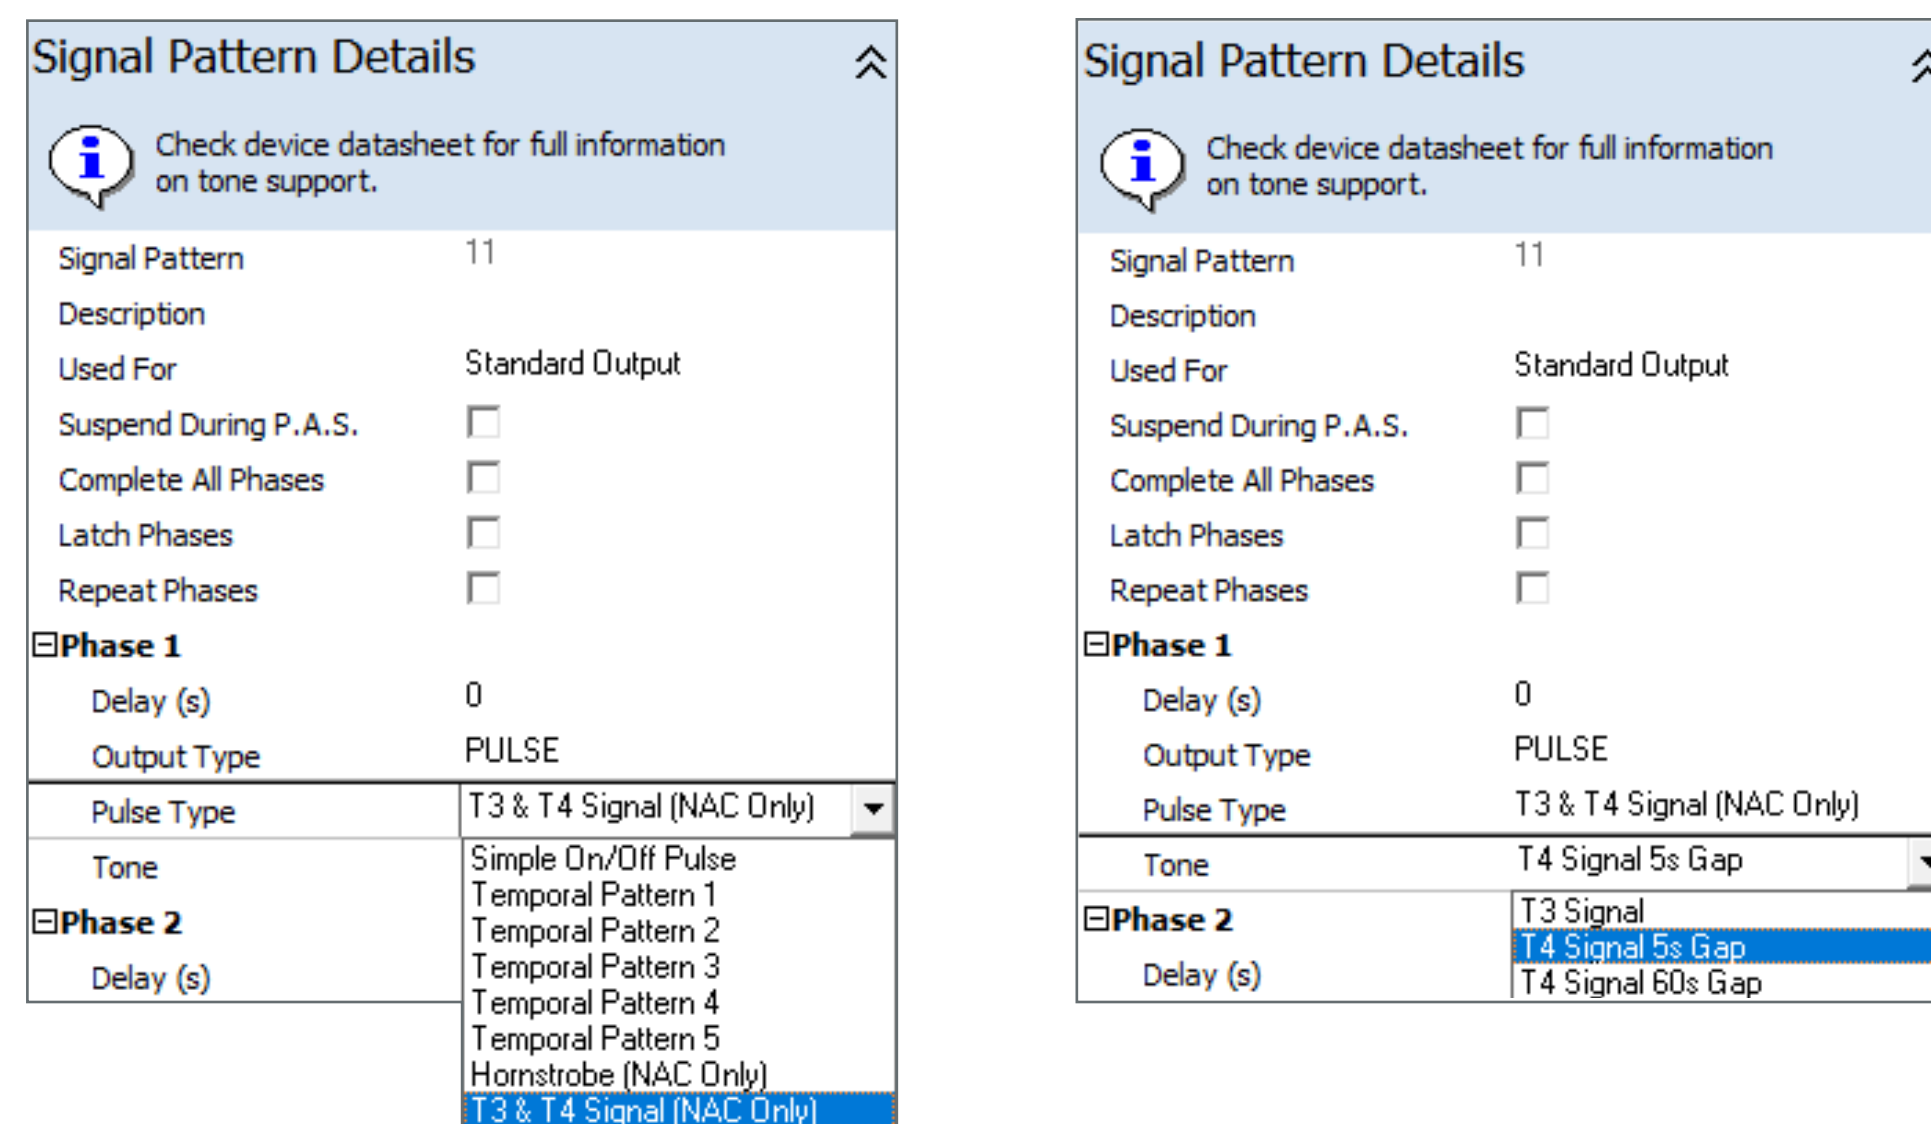 Signal Pattern Details
Check device datasheet for full information
on tone support.
Signal Pattern 11
Description
Used For Standard Output
Suspend During P.A.S.
Complete All Phases
Latch Phases
Repeat Phases
Phase 1
Delay (s) 0
Output Type PULSE
Pulse Type T3 & T4 Signal (NAC Only)
Tone
Phase 2
Delay (s)
Simple On/Off Pulse
Temporal Pattern 1
Temporal Pattern 2
Temporal Pattern 3
Temporal Pattern 4
Temporal Pattern 5
Hornstrobe (NAC Only)
T3 & T4 Signal (NAC Only)
Signal Pattern Details
Check device datasheet for full information
on tone support.
Signal Pattern 11
Description
Used For Standard Output
Suspend During P.A.S.
Complete All Phases
Latch Phases
Repeat Phases
Phase 1
Delay (s) 0
Output Type PULSE
Pulse Type T3 & T4 Signal (NAC Only)
Tone T4 Signal 5s Gap
Phase 2
Delay (s)
T3 Signal
T4 Signal 5s Gap
T4 Signal 60s Gap